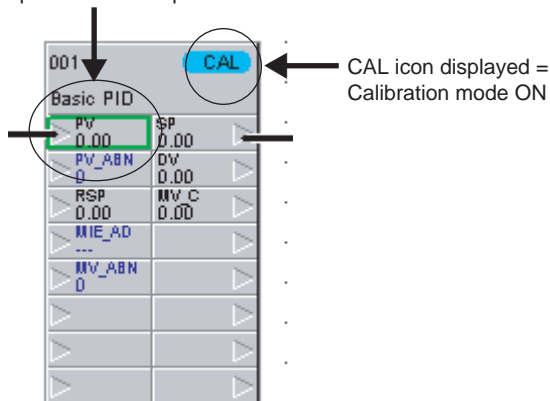 001
CAL
CAL icon displayed =
Calibration mode ON
Basic PID
PV
0.00
SP
0.00
PV_ABN
0
DV
0.00
RSP
0.00
MV_C
0.00
MIE_AD
---
MV_ABN
0